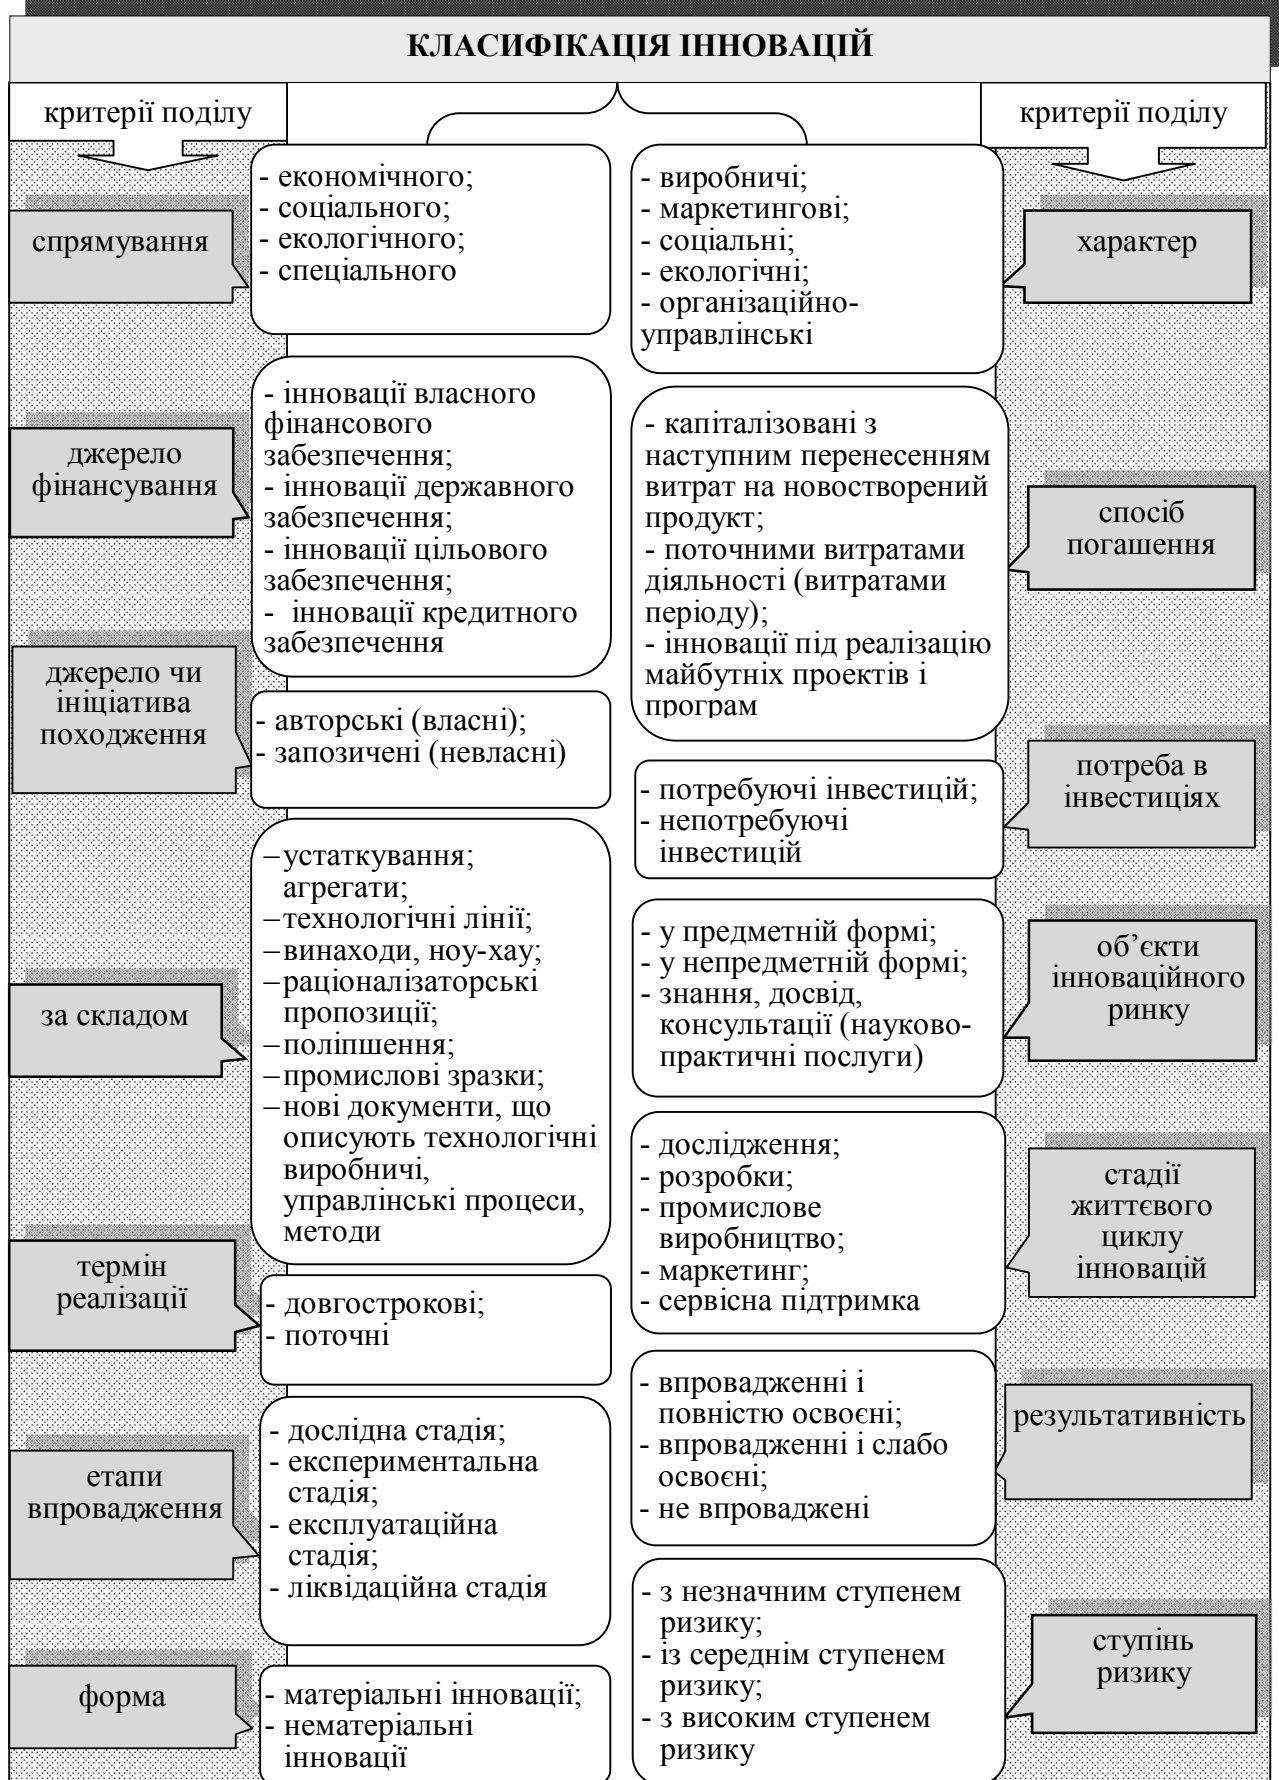 КЛАСИФІКАЦІЯ ІННОВАЦІЙ
критерії поділу
спрямування
- економічного;
- соціального;
- екологічного;
- спеціального
джерело
фінансування
- інновації власного
фінансового
забезпечення;
- інновації державного
забезпечення;
- інновації цільового
забезпечення;
- інновації кредитного
забезпечення
джерело чи
ініціатива
походження
- авторські (власні);
- запозичені (невласні)
за складом
–устаткування;
агрегати;
–технологічні лінії;
–винаходи, ноу-хау;
–раціоналізаторські
пропозиції;
–поліпшення;
–промислові зразки;
–нові документи, що
описують технологічні
виробничі,
управлінські процеси,
методи
термін
реалізації
- довгострокові;
- поточні
етапи
впровадження
- дослідна стадія;
- експериментальна
стадія;
- експлуатаційна
стадія;
- ліквідаційна стадія
форма
- матеріальні інновації;
- нематеріальні
інновації
критерії поділу
- виробничі;
- маркетингові;
- соціальні;
- екологічні;
- організаційно-
управлінські
характер
- капіталізовані з
наступним перенесенням
витрат на новостворений
продукт;
- поточними витратами
діяльності (витратами
періоду);
- інновації під реалізацію
майбутніх проектів і
програм
спосіб
погашення
- потребуючі інвестицій;
- непотребуючі
інвестицій
потреба в
інвестиціях
- у предметній формі;
- у непредметній формі;
- знання, досвід,
консультації (науково-
практичні послуги)
об’єкти
інноваційного
ринку
- дослідження;
- розробки;
- промислове
виробництво;
- маркетинг;
- сервісна підтримка
стадії
життєвого
циклу
інновацій
- впровадженні і
повністю освоєні;
- впровадженні і слабо
освоєні;
- не впроваджені
результативність
- з незначним ступенем
ризику;
- із середнім ступенем
ризику;
- з високим ступенем
ризику
ступінь
ризику